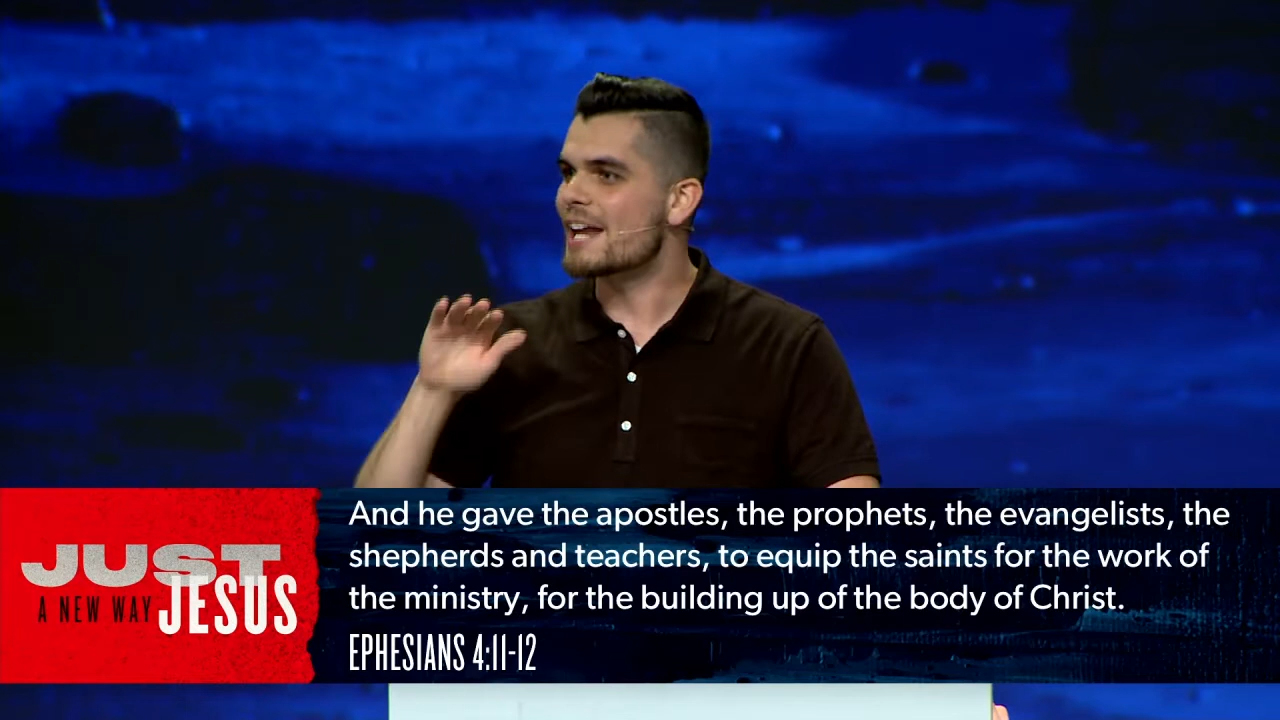 JUST
A NEW WAY JESUS
And he gave the apostles, the prophets, the evangelists, the
shepherds and teachers, to equip the saints for the work of
the ministry, for the building up of the body of Christ.
EPHESIANS 4:11-12